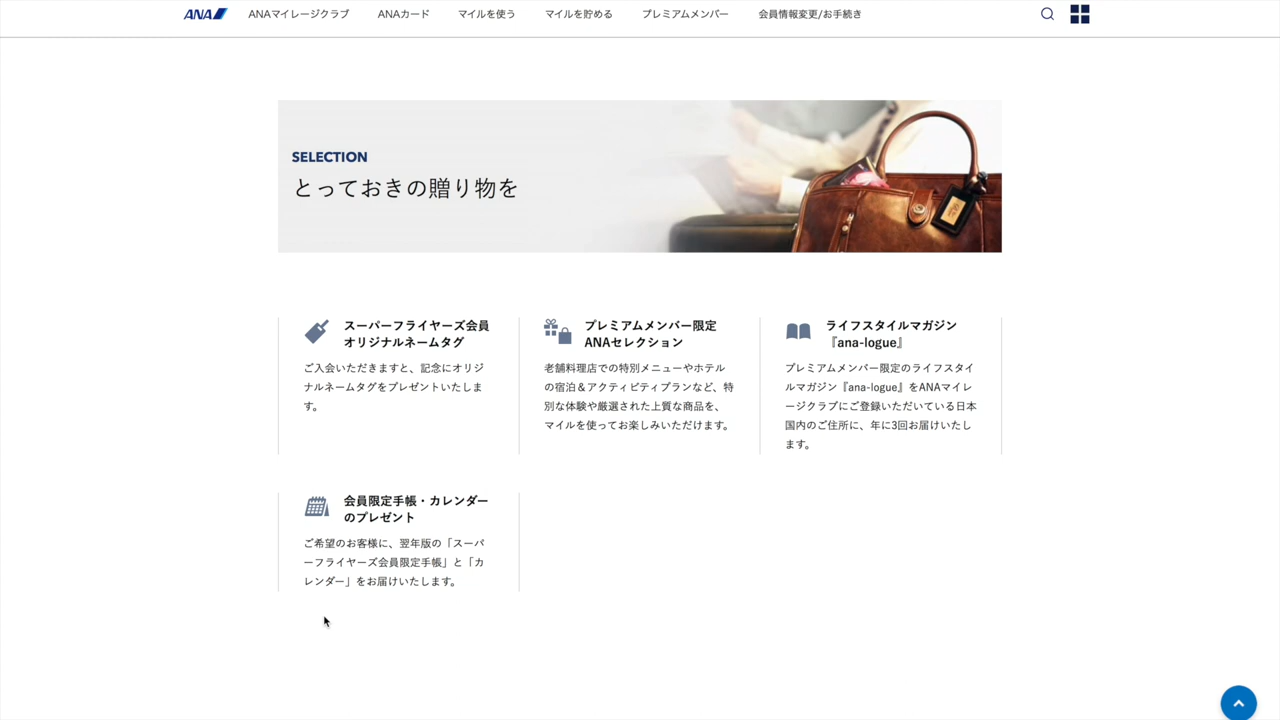 ANA
ANAマイレージクラブ
ANAカード
マイルを使う
マイルを貯める
プレミアムメンバー
会員情報変更/お手続き
SELECTION
とっておきの贈り物を
スーパーフライヤーズ会員
オリジナルネームタグ
ご入会いただきますと、記念にオリジ
ナルネームタグをプレゼントいたしま
す。
プレミアムメンバー限定
ANAセレクション
老舗料理店での特別メニューやホテル
の宿泊＆アクティビティプランなど、特
別な体験や厳選された上質な商品を、
マイルを使ってお楽しみいただけます。
ライフスタイルマガジン
『ana-logue』
プレミアムメンバー限定のライフスタイ
ルマガジン『ana-logue』をANAマイレ
ージクラブにご登録いただいている日本
国内のご住所に、年に3回お届けいたし
ます。
会員限定手帳・カレンダー
のプレゼント
ご希望のお客様に、翌年版の「スーパ
ーフライヤーズ会員限定手帳」と「カ
レンダー」をお届けいたします。